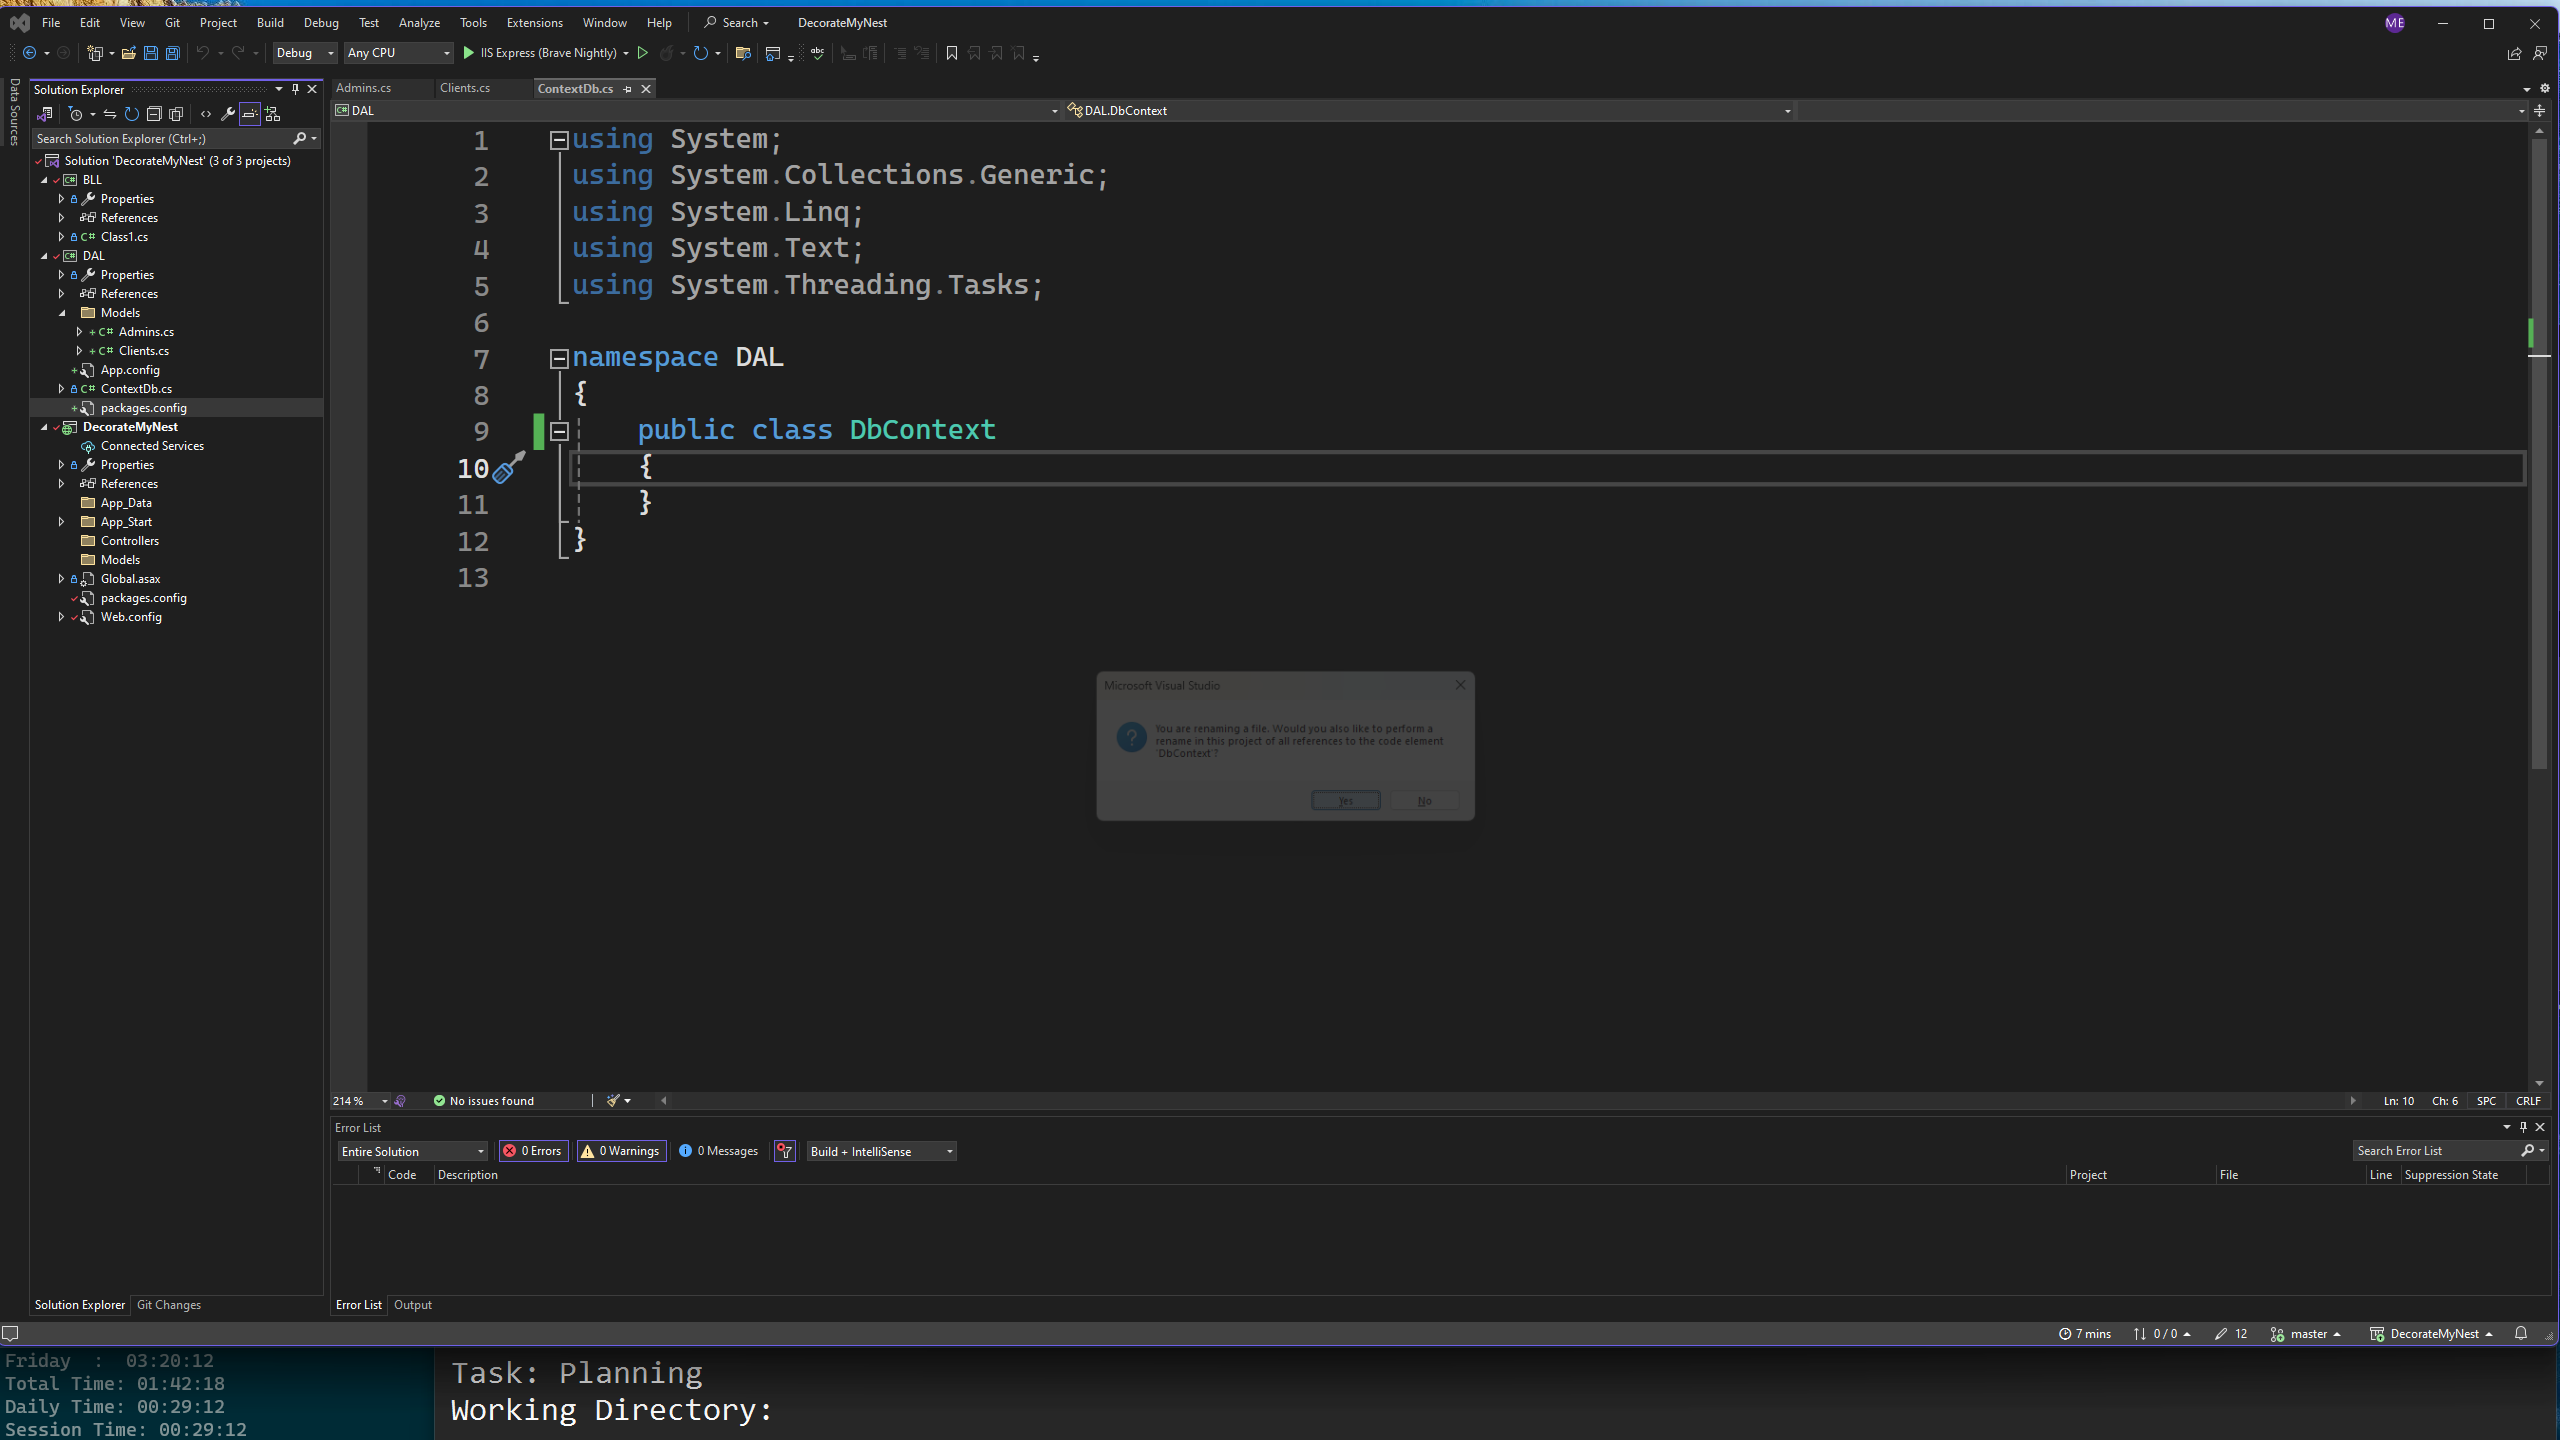 File Edit View Git Project Build Debug Test Analyze Tools Extensions Window Help Search DecorateMyNest ME
Debug Any CPU IIS Express (Brave Nightly)
Data Sources
Solution Explorer
Search Solution Explorer (Ctrl+;)
Solution 'DecorateMyNest' (3 of 3 projects)
BLL
Properties
References
C# Class1.cs
DAL
Properties
References
Models
C# Admins.cs
C# Clients.cs
App.config
C# ContextDb.cs
packages.config
DecorateMyNest
Connected Services
Properties
References
App_Data
App_Start
Controllers
Models
Global.asax
packages.config
Web.config
Solution Explorer Git Changes
Admins.cs Clients.cs ContextDb.cs
DAL DAL.DbContext
1 using System;
2 using System.Collections.Generic;
3 using System.Linq;
4 using System.Text;
5 using System.Threading.Tasks;
6
7 namespace DAL
8 {
9 public class DbContext
10 {
11 }
12 }
13
Microsoft Visual Studio
You are renaming a file. Would you also like to perform a
rename in this project of all references to the code element
'DbContext'?
Yes No
214 % No issues found Ln: 10 Ch: 6 SPC CRLF
Error List
Entire Solution 0 Errors 0 Warnings 0 Messages Build + IntelliSense Search Error List
Code Description Project File Line Suppression State
Error List Output
7 mins 0 / 0 12 master DecorateMyNest
Friday : 03:20:12
Total Time: 01:42:18
Daily Time: 00:29:12
Session Time: 00:29:12
Task: Planning
Working Directory: